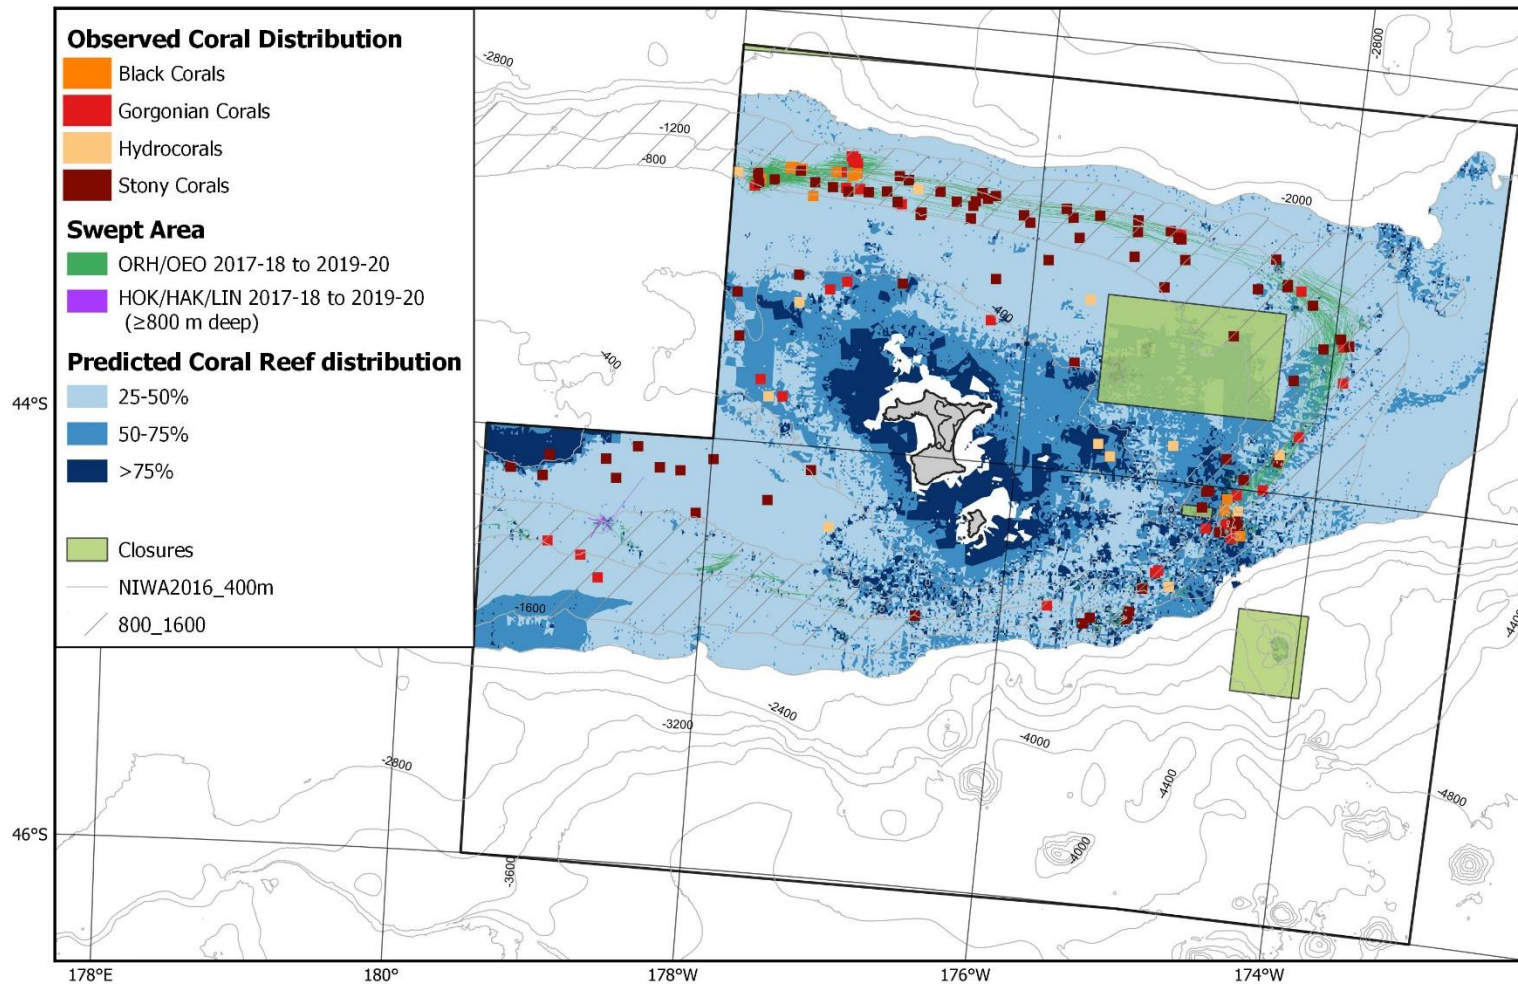 Observed Coral Distribution
Black Corals
Gorgonian Corals
Hydrocorals
Stony Corals
Swept Area
ORH/OEO 2017-18 to 2019-20
HOK/HAK/LIN 2017-18 to 2019-20
(≥800 m deep)
Predicted Coral Reef distribution
25-50%
50-75%
>75%
Closures
NIWA2016_400m
800_1600
-2800
-2800
-1200
-800
-2000
-400
-400
44°S
-1600
-4400
-2400
-3200
-4000
-2800
-4400
-4800
46°S
-4000
-3600
178°E
180°
178°W
176°W
174°W